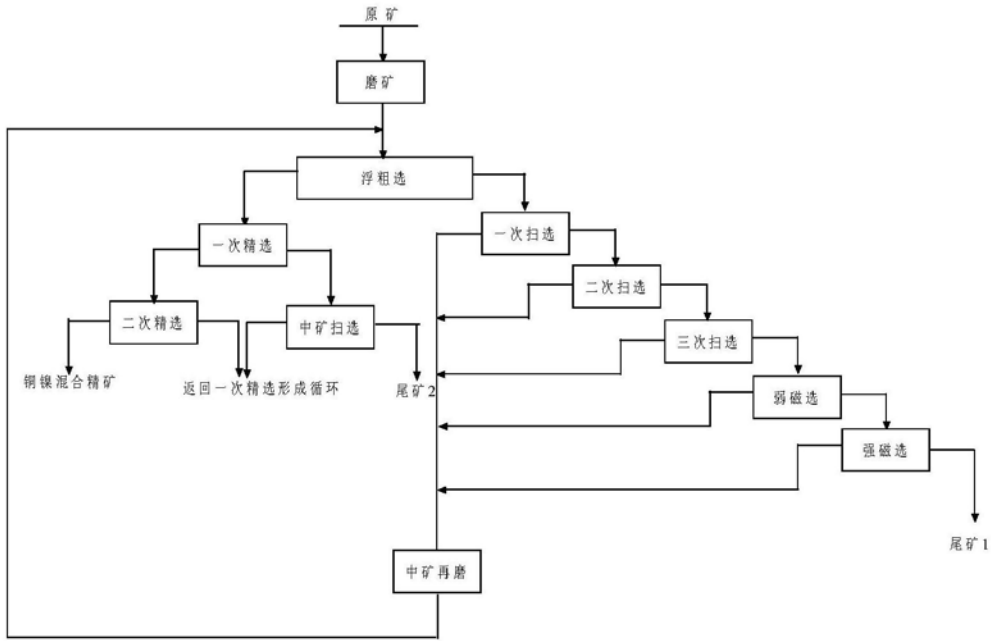 原矿
磨矿
浮粗选
一次精选
一次扫选
二次扫选
二次精选
中矿扫选
三次扫选
铜镍混合精矿
返回一次精选形成循环
尾矿2
弱磁选
强磁选
尾矿1
中矿再磨